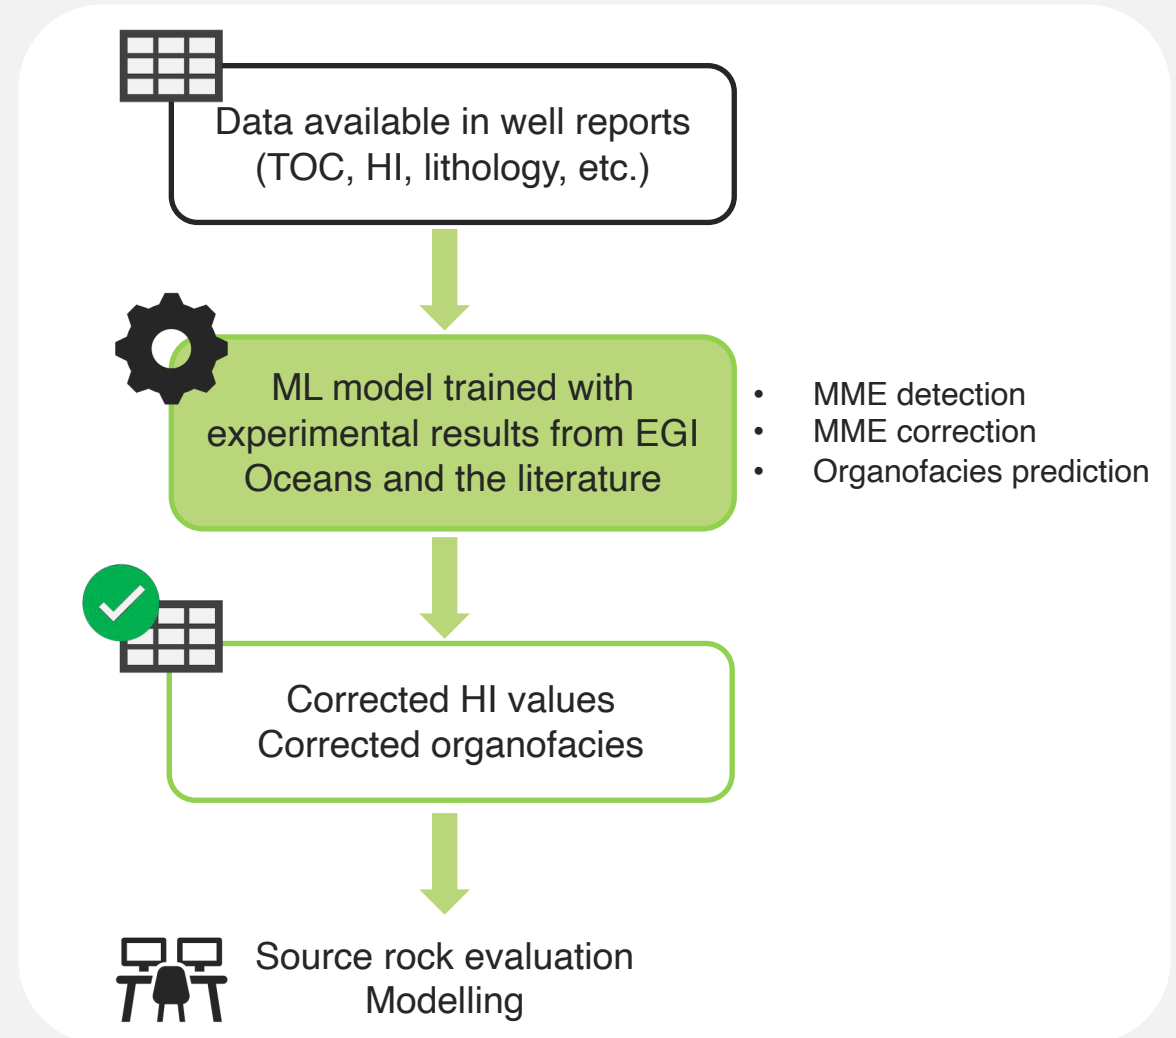 Data available in well reports
(TOC, HI, lithology, etc.)
ML model trained with
experimental results from EGI
Oceans and the literature
• MME detection
• MME correction
• Organofacies prediction
Corrected HI values
Corrected organofacies
Source rock evaluation
Modelling